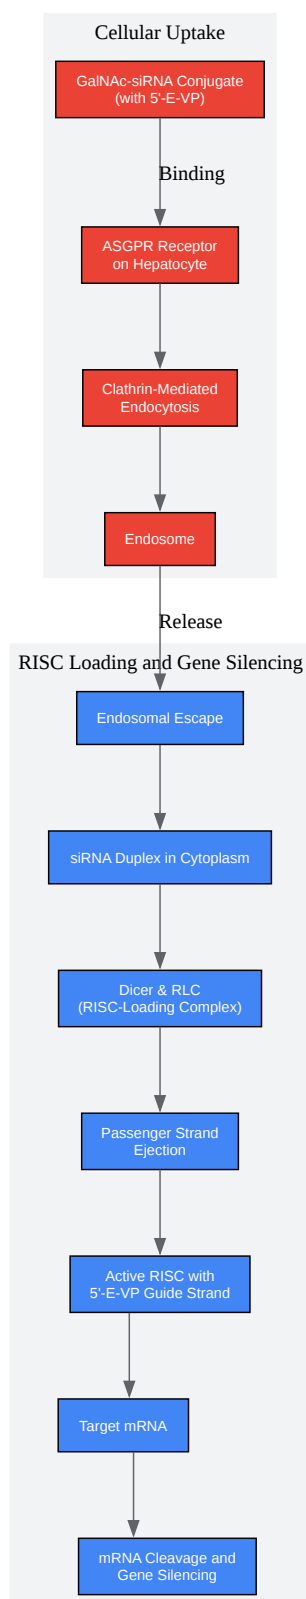 Cellular Uptake
GalNAc-siRNA Conjugate
(with 5'-E-VP)
Binding
ASGPR Receptor
on Hepatocyte
Clathrin-Mediated
Endocytosis
Endosome
Release
RISC Loading and Gene Silencing
Endosomal Escape
siRNA Duplex in Cytoplasm
Dicer & RLC
(RISC-Loading Complex)
Passenger Strand
Ejection
Active RISC with
5'-E-VP Guide Strand
Target mRNA
mRNA Cleavage and
Gene Silencing